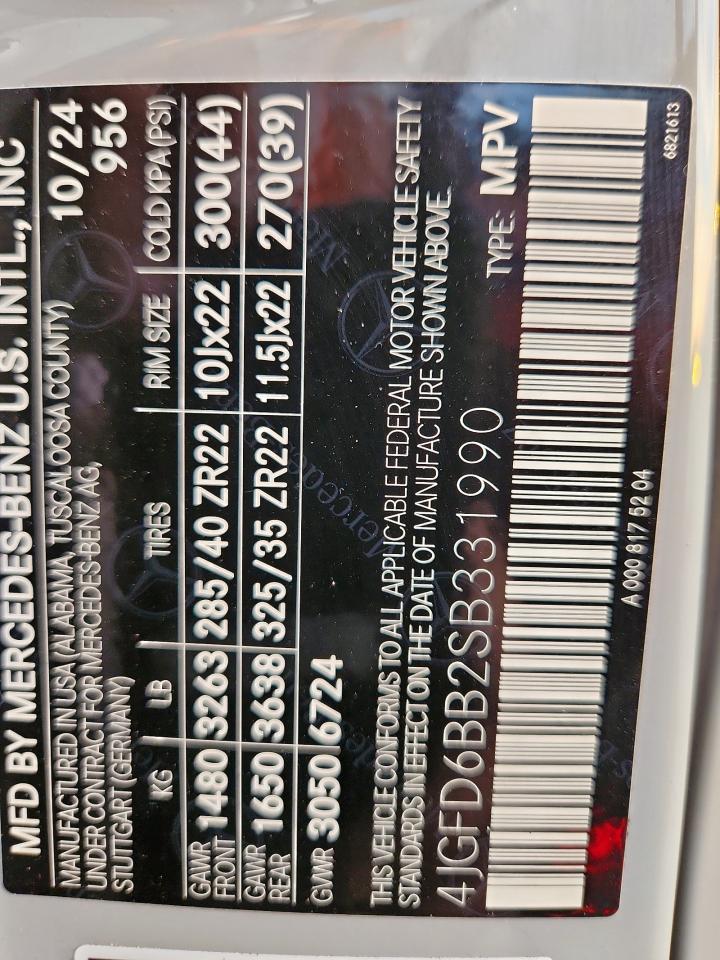 MFD BY MERCEDES-BENZ U.S. INTL., INC
MANUFACTURED IN USA (ALABAMA, TUSCALOOSA COUNTY) 10/24
UNDER CONTRACT FOR MERCEDES-BENZ AG, 956
STUTTGART (GERMANY)
KG LB TIRES RIM SIZE COLD KPA(PSI)
GAWR FRONT 1480 3263 285/40 ZR22 10Jx22 300(44)
GAWR REAR 1650 3638 325/35 ZR22 11.5Jx22 270(39)
GVWR 3050 6724
THIS VEHICLE CONFORMS TO ALL APPLICABLE FEDERAL MOTOR VEHICLE SAFETY
STANDARDS IN EFFECT ON THE DATE OF MANUFACTURE SHOWN ABOVE.
4JGFD6BB2SB331990 TYPE: MPV
A 000 817 52 04 6821613